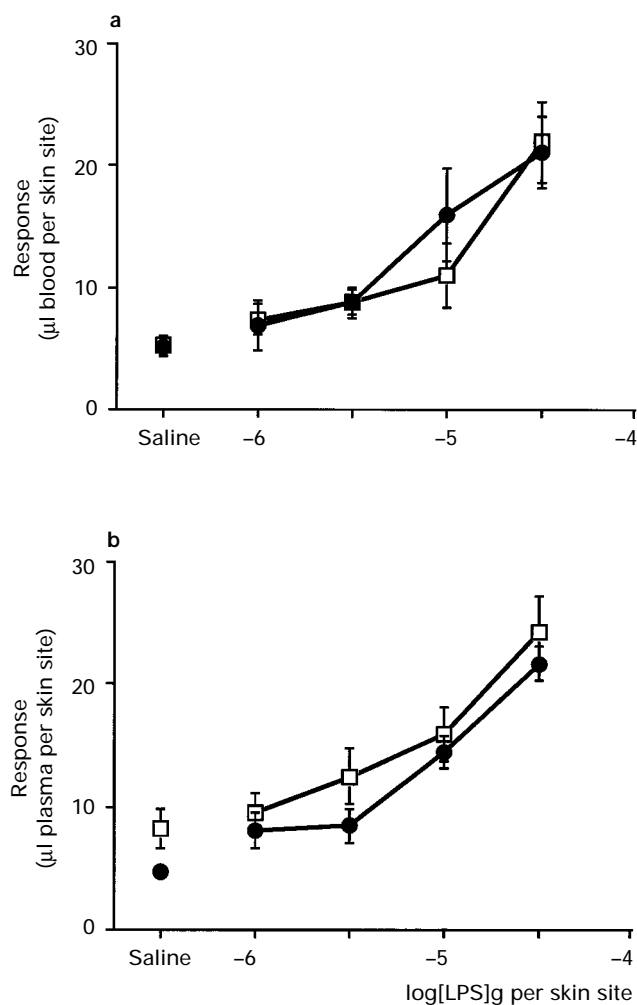 a
30
20
10
0
Response
(µl blood per skin site)
Saline –6 –5 –4
b
30
20
10
0
Response
(µl plasma per skin site)
Saline –6 –5 –4
log[LPS]g per skin site